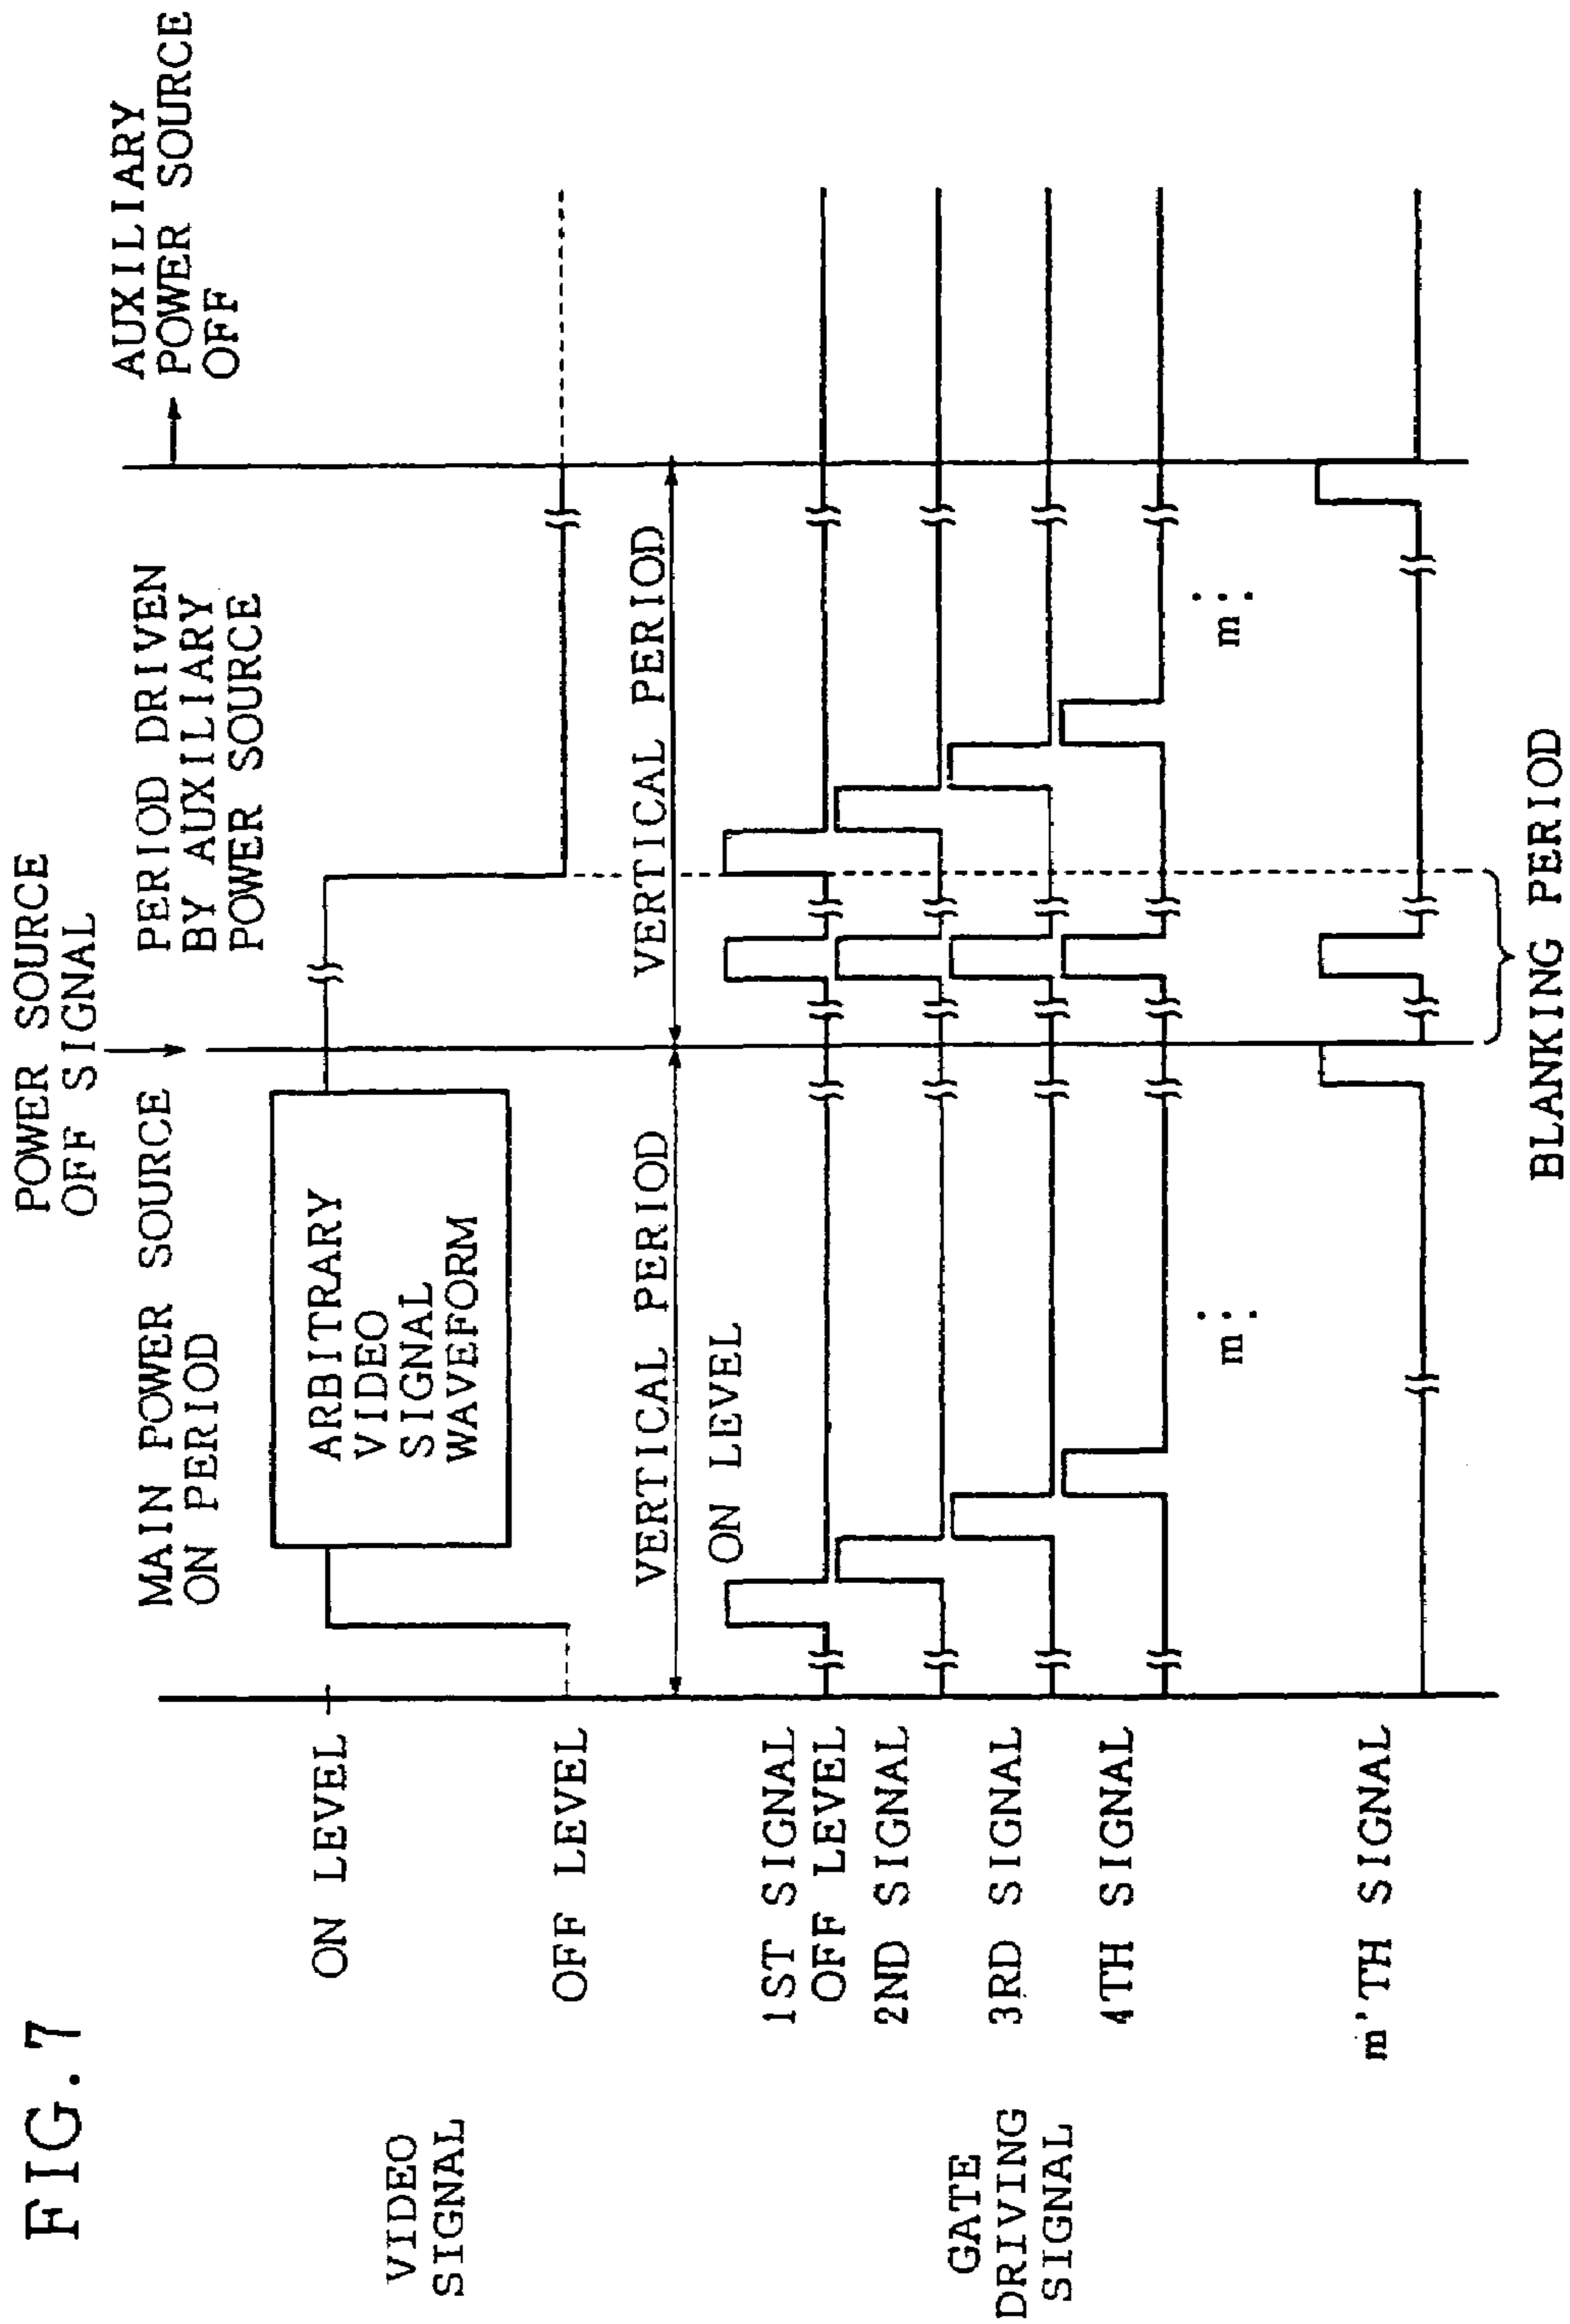 FIG.7
POWER SOURCE
OFF SIGNAL
MAIN POWER SOURCE
ON PERIOD
PERIOD DRIVEN
BY AUXILIARY
POWER SOURCE
AUXILIARY
POWER SOURCE
OFF
VIDEO
SIGNAL
ON LEVEL
OFF LEVEL
ARBITRARY
VIDEO
SIGNAL
WAVEFORM
VERTICAL PERIOD
VERTICAL PERIOD
ON LEVEL
GATE
DRIVING
SIGNAL
1ST SIGNAL
OFF LEVEL
2ND SIGNAL
3RD SIGNAL
4TH SIGNAL
m
m
m'TH SIGNAL
BLANKING PERIOD